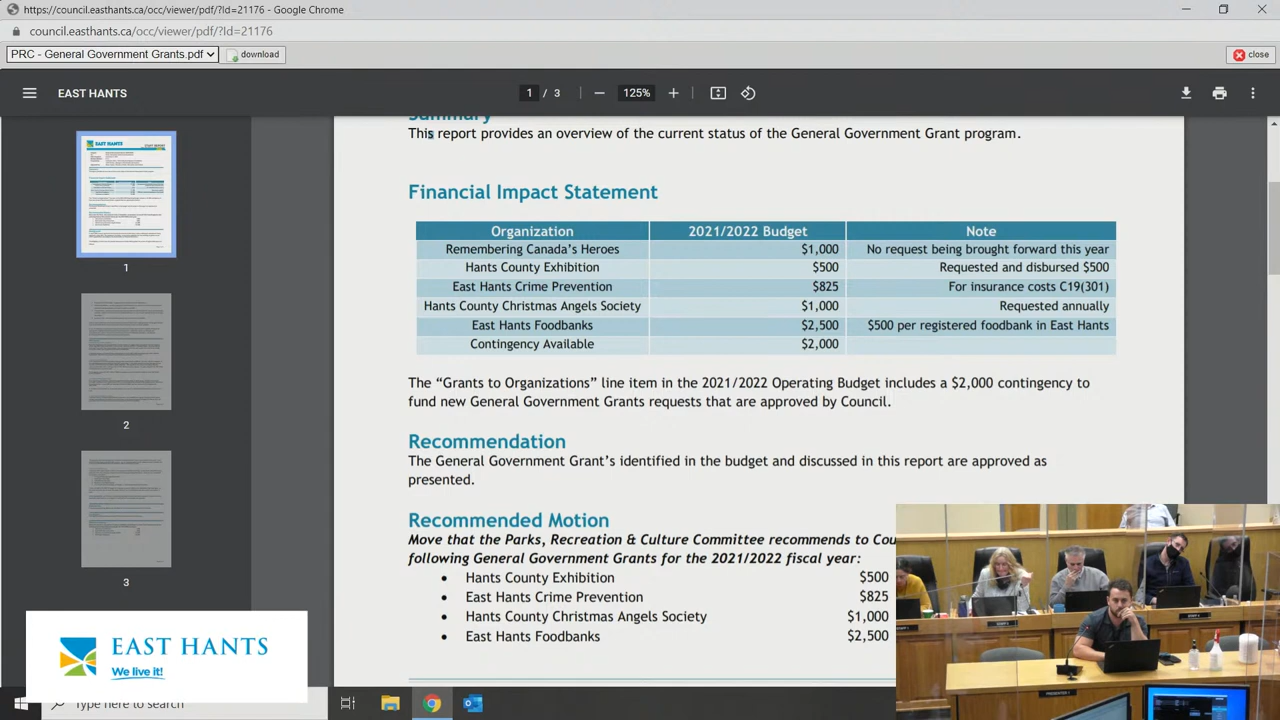 https://council.easthants.ca/occ/viewer/pdf/?Id=21176 - Google Chrome
council.easthants.ca/occ/viewer/pdf/?Id=21176
PRC - General Government Grants.pdf
download
close
EAST HANTS
1 / 3
125%
Summary
This report provides an overview of the current status of the General Government Grant program.
Financial Impact Statement
Organization 2021/2022 Budget Note
Remembering Canada's Heroes $1,000 No request being brought forward this year
Hants County Exhibition $500 Requested and disbursed $500
East Hants Crime Prevention $825 For insurance costs C19(301)
Hants County Christmas Angels Society $1,000 Requested annually
East Hants Foodbanks $2,500 $500 per registered foodbank in East Hants
Contingency Available $2,000
The “Grants to Organizations” line item in the 2021/2022 Operating Budget includes a $2,000 contingency to
fund new General Government Grants requests that are approved by Council.
Recommendation
The General Government Grant’s identified in the budget and discussed in this report are approved as
presented.
Recommended Motion
Move that the Parks, Recreation & Culture Committee recommends to Cou
following General Government Grants for the 2021/2022 fiscal year:
• Hants County Exhibition $500
• East Hants Crime Prevention $825
• Hants County Christmas Angels Society $1,000
• East Hants Foodbanks $2,500
1
2
3
EAST HANTS
We live it!
Type here to search